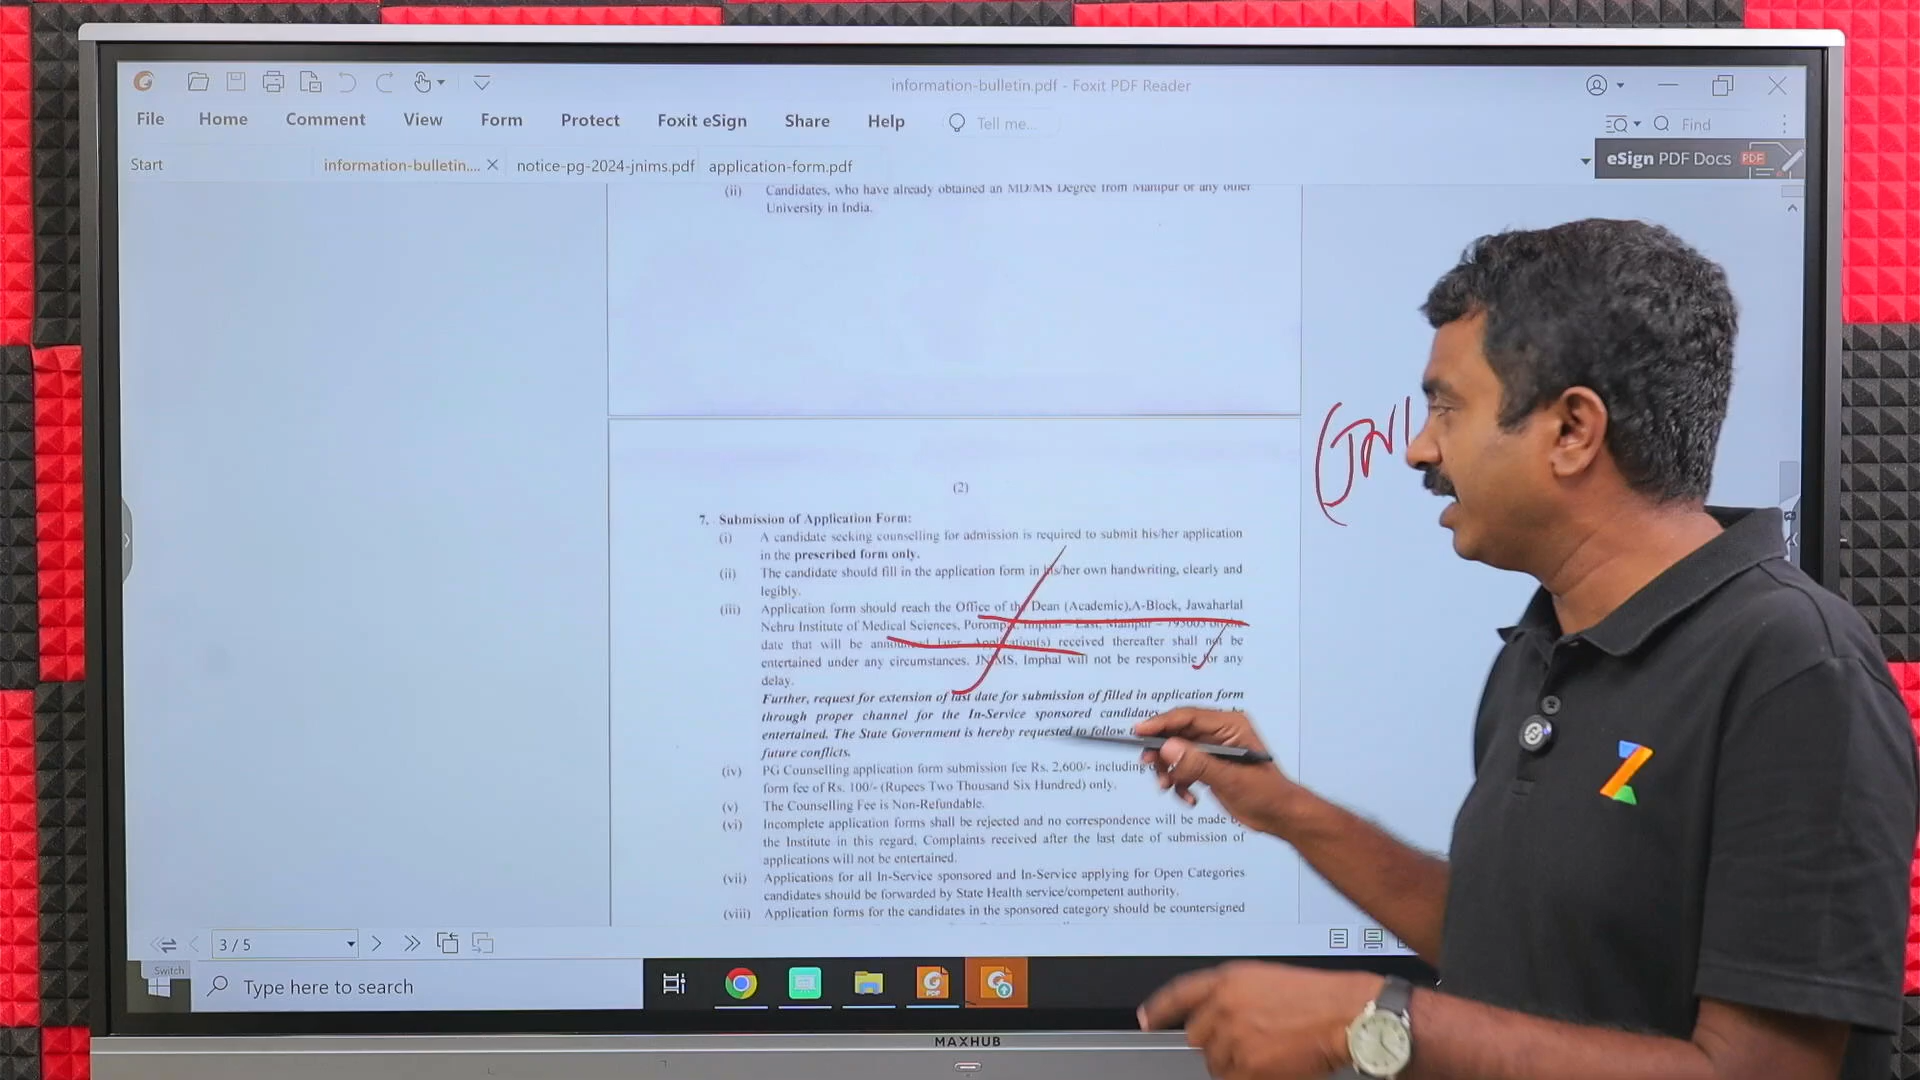 information-bulletin.pdf - Foxit PDF Reader
File Home Comment View Form Protect Foxit eSign Share Help Tell me... Find
Start information-bulletin.... notice-pg-2024-jnims.pdf application-form.pdf eSign PDF Docs PDF
(ii) Candidates, who have already obtained an MD/MS Degree from Manipur or any other
University in India.
(2)
7. Submission of Application Form:
(i) A candidate seeking counselling for admission is required to submit his/her application
in the prescribed form only.
(ii) The candidate should fill in the application form in his/her own handwriting, clearly and
legibly.
(iii) Application form should reach the Office of the Dean (Academic),A-Block, Jawaharlal
Nehru Institute of Medical Sciences, Porompat, Imphal – East, Manipur – 795005 on the
date that will be announced later. Application(s) received thereafter shall not be
entertained under any circumstances. JNIMS, Imphal will not be responsible for any
delay.
Further, request for extension of last date for submission of filled in application form
through proper channel for the In-Service sponsored candidates be
entertained. The State Government is hereby requested to follow
future conflicts.
(iv) PG Counselling application form submission fee Rs. 2,600/- including
form fee of Rs. 100/- (Rupees Two Thousand Six Hundred) only.
(v) The Counselling Fee is Non-Refundable.
(vi) Incomplete application forms shall be rejected and no correspondence will be made by
the Institute in this regard. Complaints received after the last date of submission of
applications will not be entertained.
(vii) Applications for all In-Service sponsored and In-Service applying for Open Categories
candidates should be forwarded by State Health service/competent authority.
(viii) Application forms for the candidates in the sponsored category should be countersigned
(JNI
3 / 5
Switch
Type here to search
PDF
MAXHUB